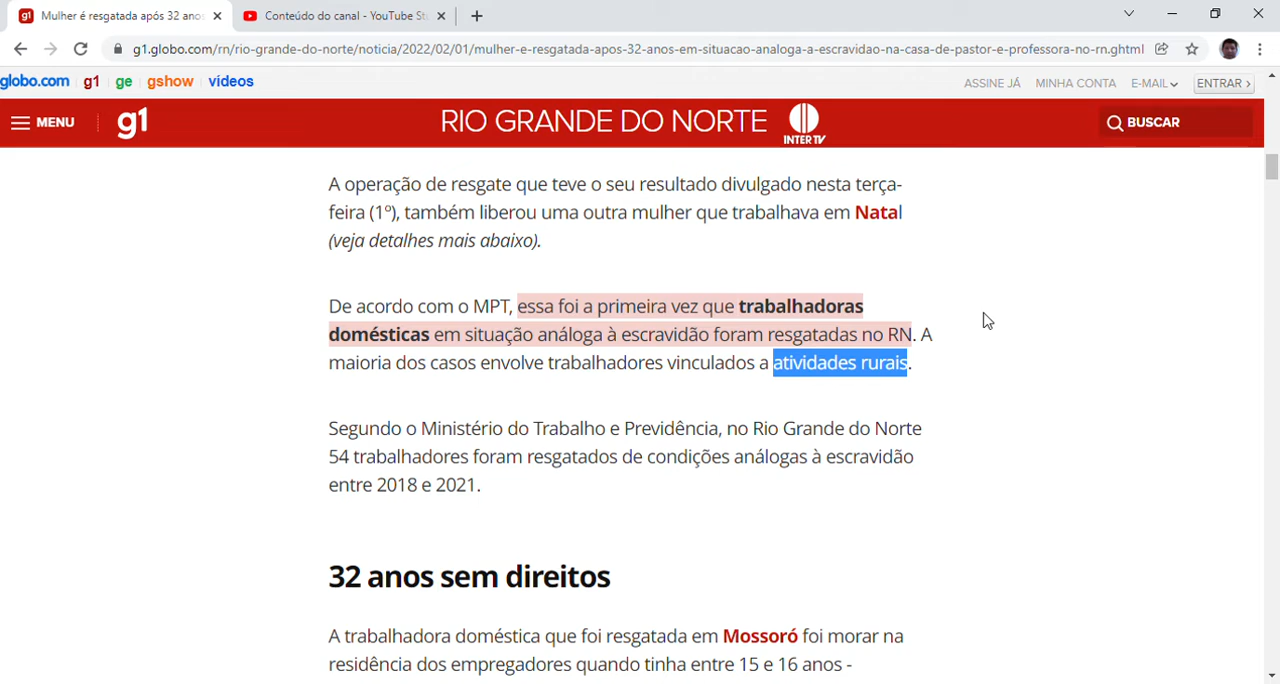 Mulher é resgatada após 32 anos
Conteúdo do canal - YouTube St
g1.globo.com/rn/rio-grande-do-norte/noticia/2022/02/01/mulher-e-resgatada-apos-32-anos-em-situacao-analoga-a-escravidao-na-casa-de-pastor-e-professora-no-rn.ghtml
globo.com g1 ge gshow videos ASSINE JÁ MINHA CONTA E-MAIL ENTRAR
MENU g1 RIO GRANDE DO NORTE INTER TV BUSCAR
A operação de resgate que teve o seu resultado divulgado nesta terça-
feira (1º), também liberou uma outra mulher que trabalhava em Natal
(veja detalhes mais abaixo).
De acordo com o MPT, essa foi a primeira vez que trabalhadoras
domésticas em situação análoga à escravidão foram resgatadas no RN. A
maioria dos casos envolve trabalhadores vinculados a atividades rurais.
Segundo o Ministério do Trabalho e Previdência, no Rio Grande do Norte
54 trabalhadores foram resgatados de condições análogas à escravidão
entre 2018 e 2021.
32 anos sem direitos
A trabalhadora doméstica que foi resgatada em Mossoró foi morar na
residência dos empregadores quando tinha entre 15 e 16 anos -